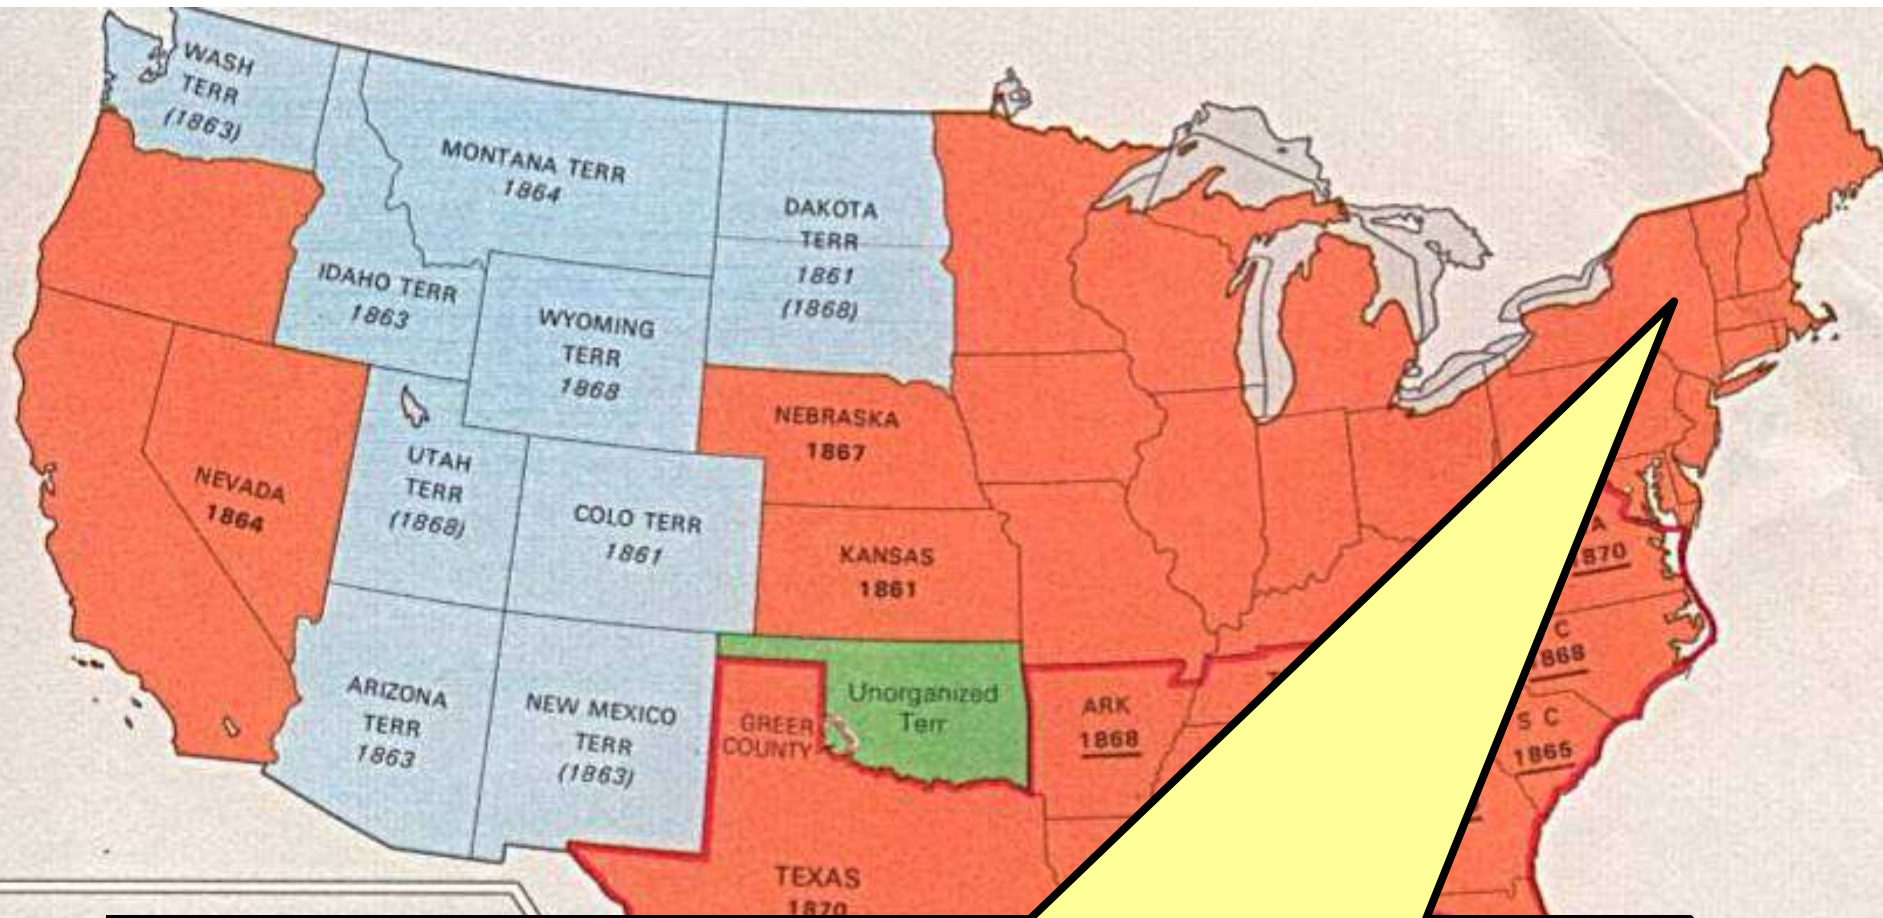 WASH
TERR
(1863)
MONTANA TERR
1864
DAKOTA
TERR
1861
(1868)
IDAHO TERR
1863
WYOMING
TERR
1868
NEBRASKA
1867
NEVADA
1864
UTAH
TERR
(1868)
COLO TERR
1861
KANSAS
1861
A
870
C
868
ARIZONA
TERR
1863
NEW MEXICO
TERR
(1863)
GREER
COUNTY
Unorganized
Terr
ARK
1868
S C
1865
TEXAS
1870